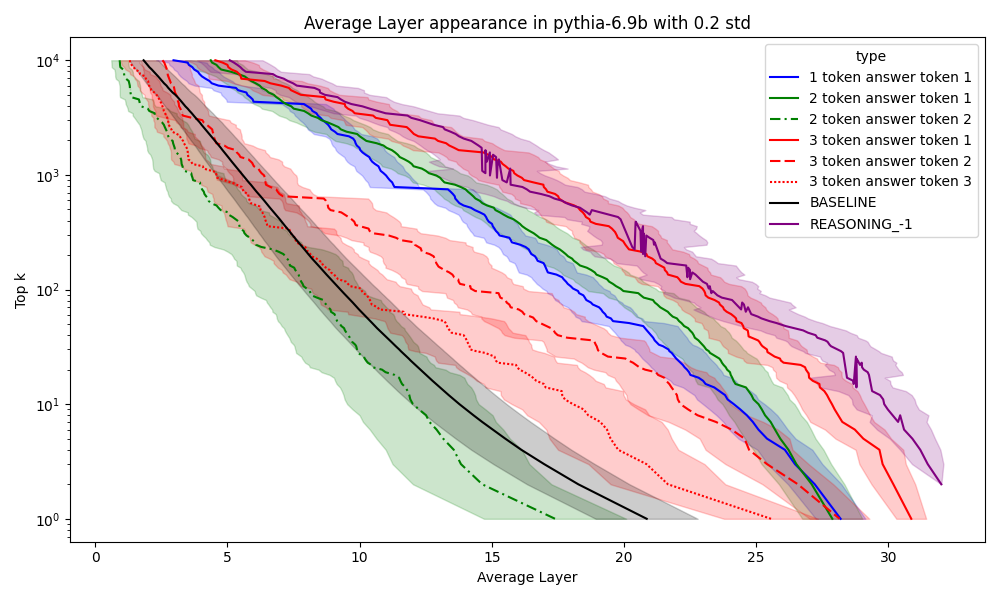 Average Layer appearance in pythia-6.9b with 0.2 std
type
1 token answer token 1
2 token answer token 1
2 token answer token 2
3 token answer token 1
3 token answer token 2
3 token answer token 3
BASELINE
REASONING_-1
Top k
10⁴
10³
10²
10¹
10⁰
0 5 10 15 20 25 30
Average Layer